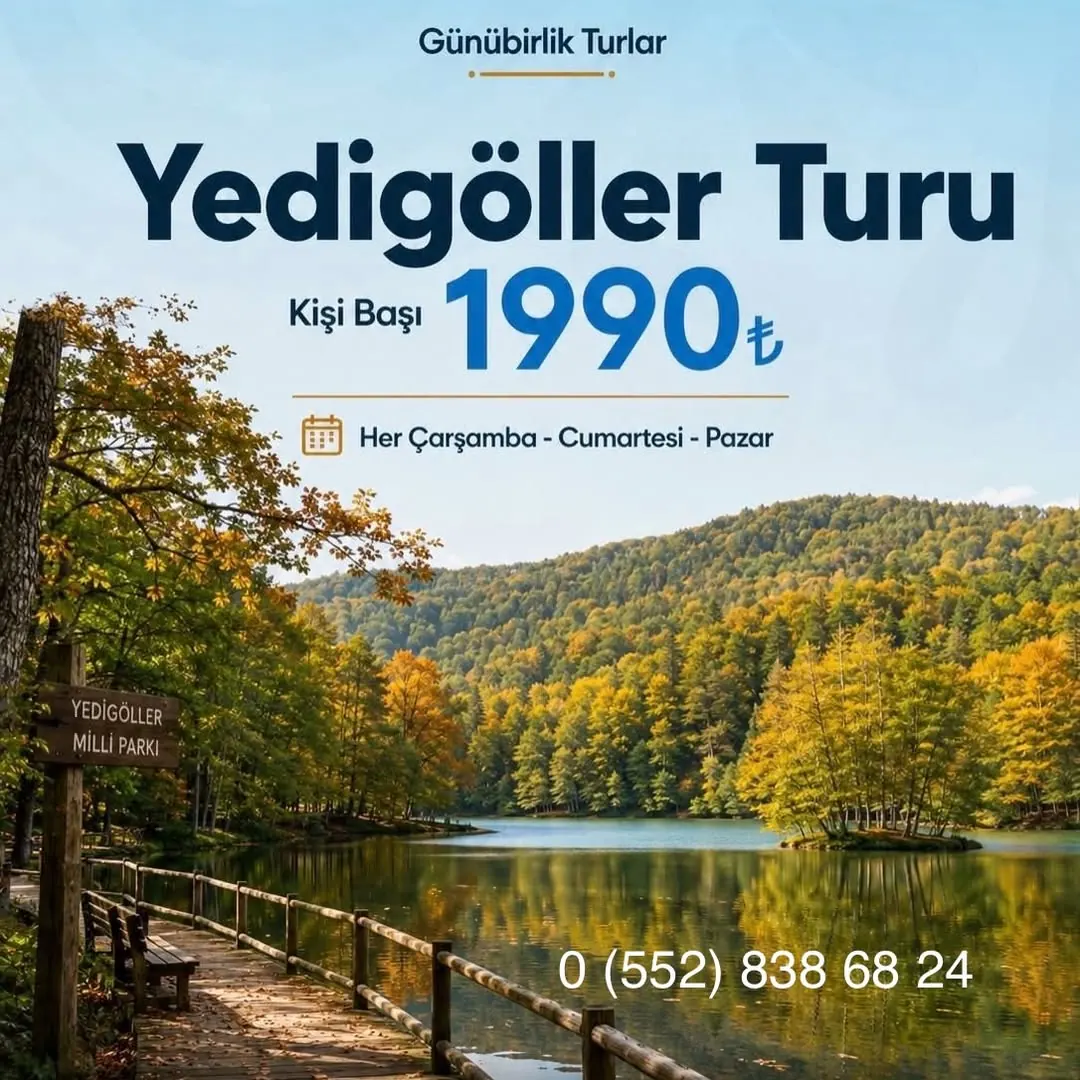 Günübirlik Turlar
Yedigöller Turu
Kişi Başı 1990₺
Her Çarşamba - Cumartesi - Pazar
YEDİGÖLLER
MİLLİ PARKI
0 (552) 838 68 24